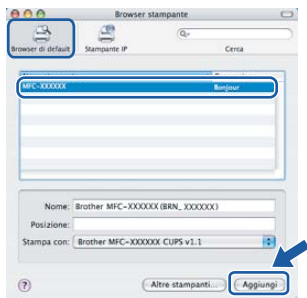 Browser stampante
Browser di default
Stampante IP
Cerca
MFC-XXXXXX Bonjour
Nome: Brother MFC-XXXXXX (BRN_XXXXXX)
Posizione:
Stampa con: Brother MFC-XXXXXX CUPS v1.1
? Altre stampanti... Aggiungi